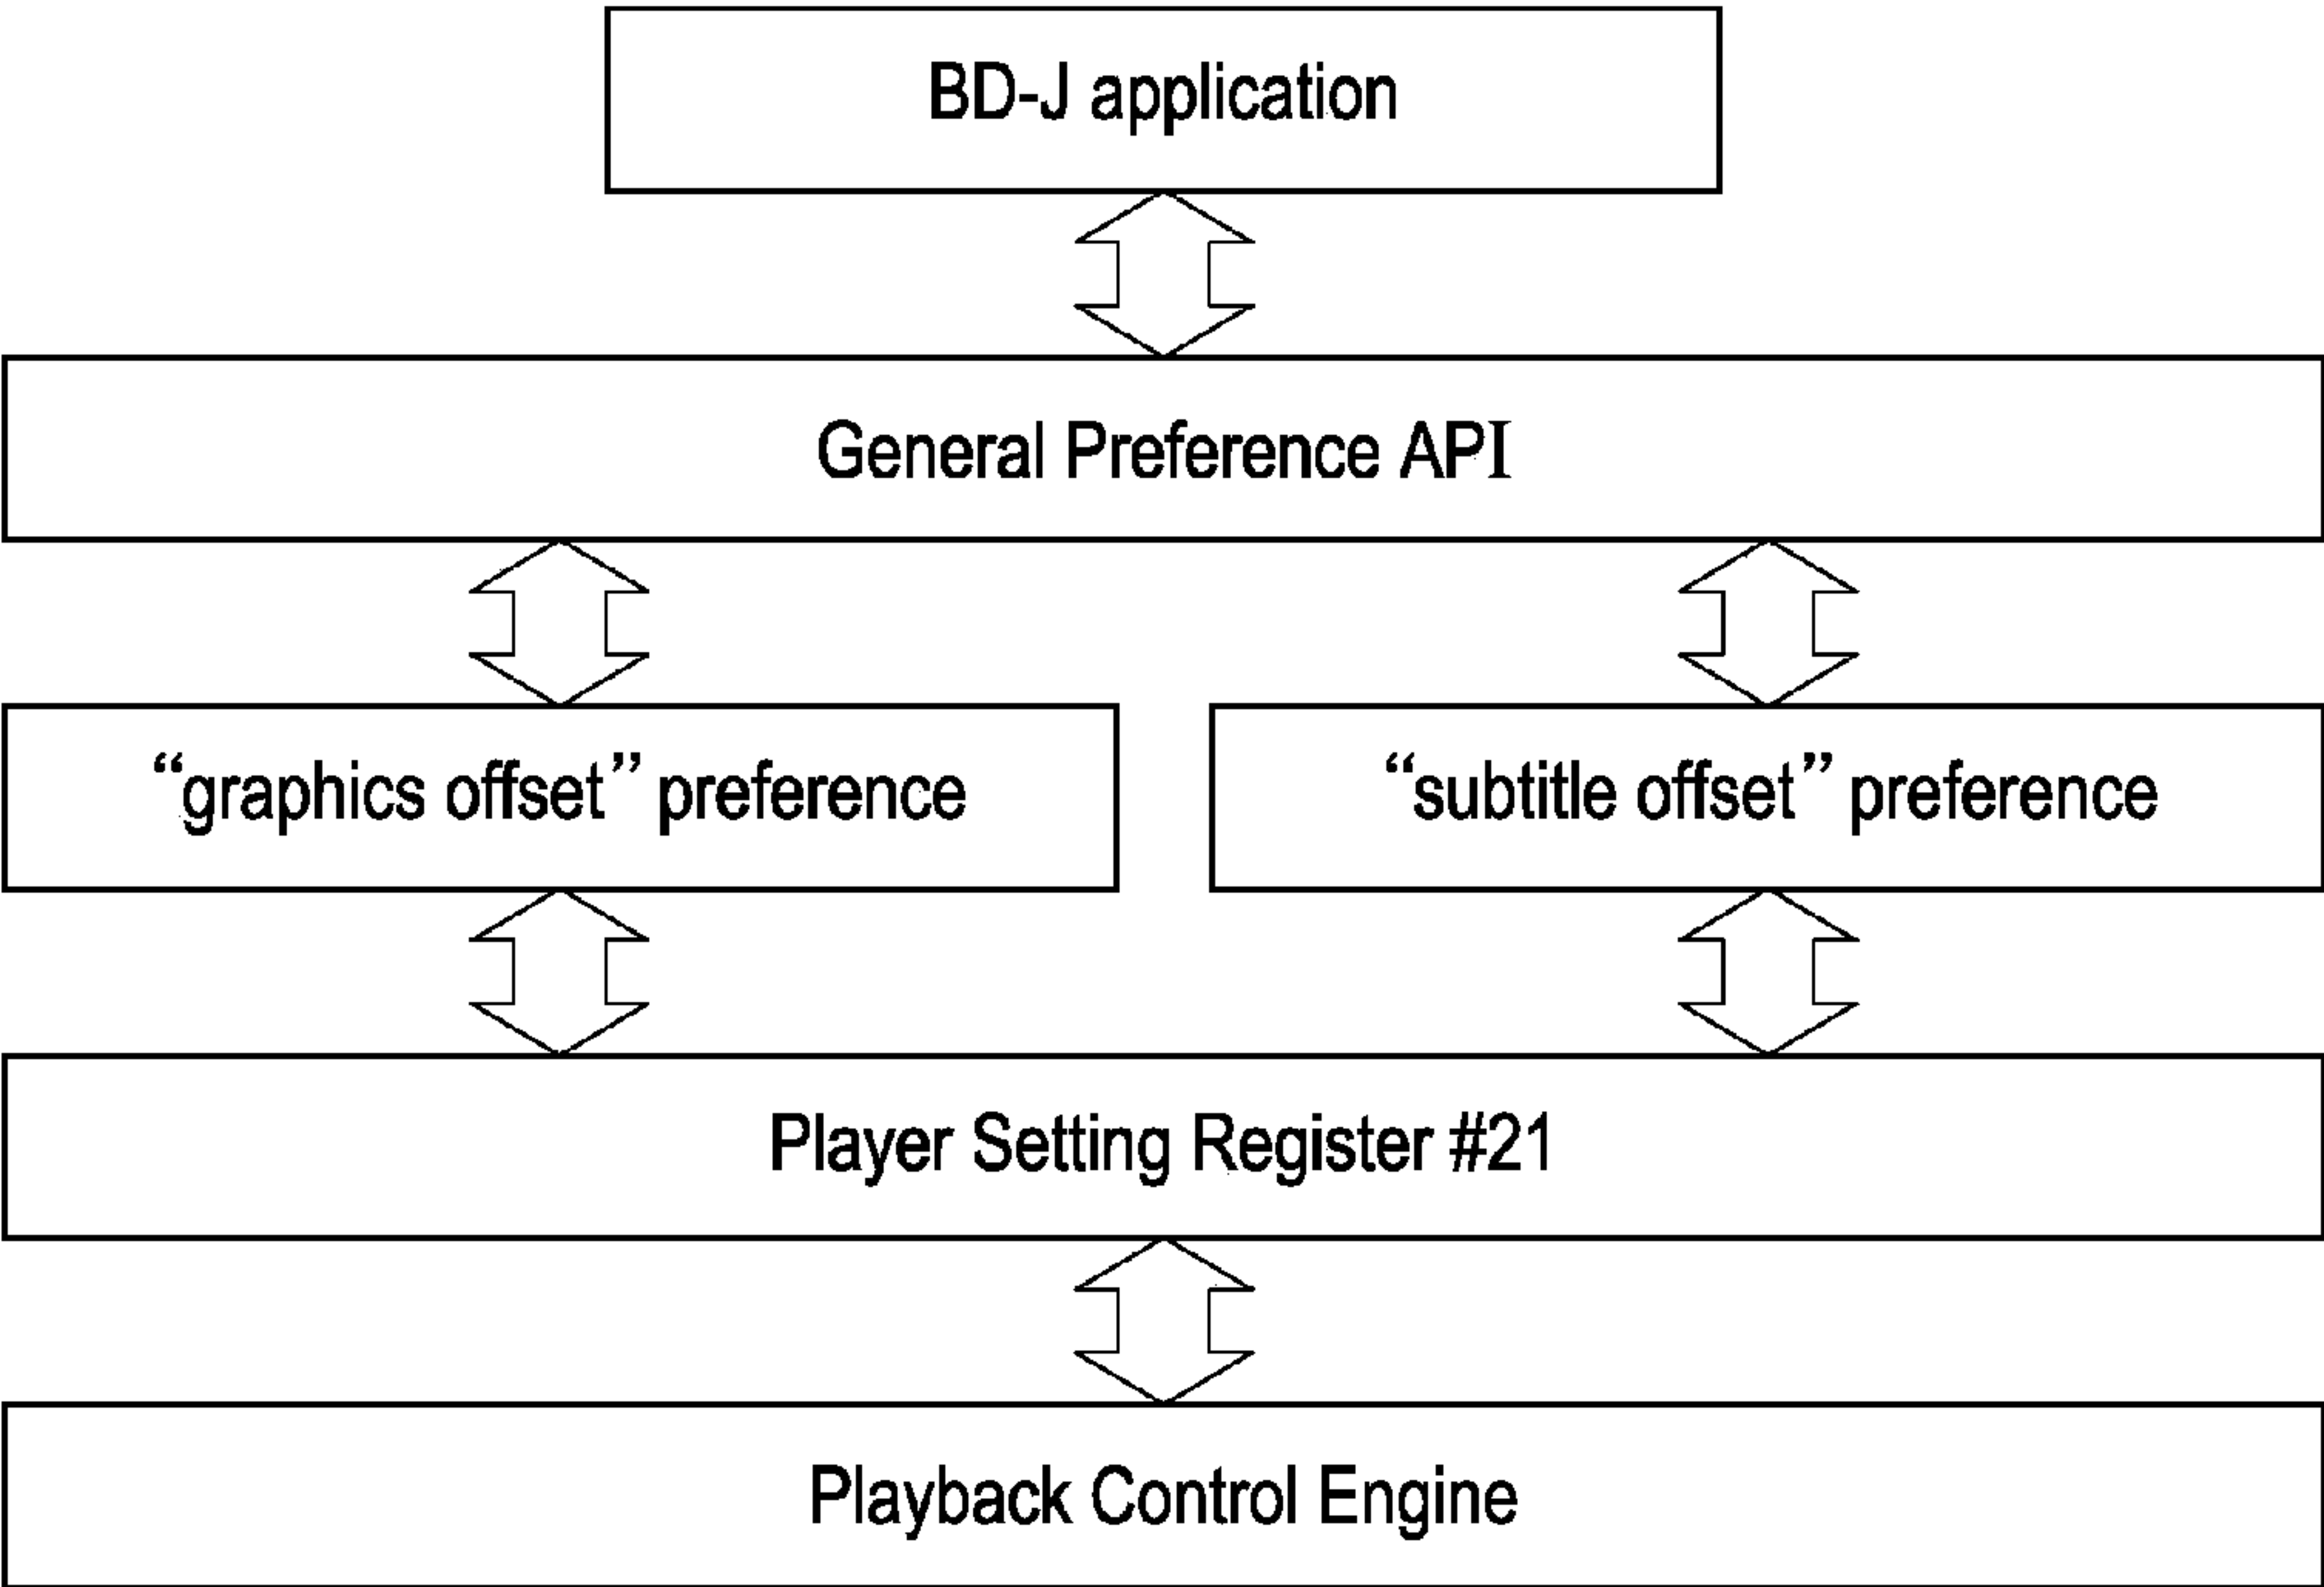 BD-J application
General Preference API
“graphics offset” preference
“subtitle offset” preference
Player Setting Register #21
Playback Control Engine